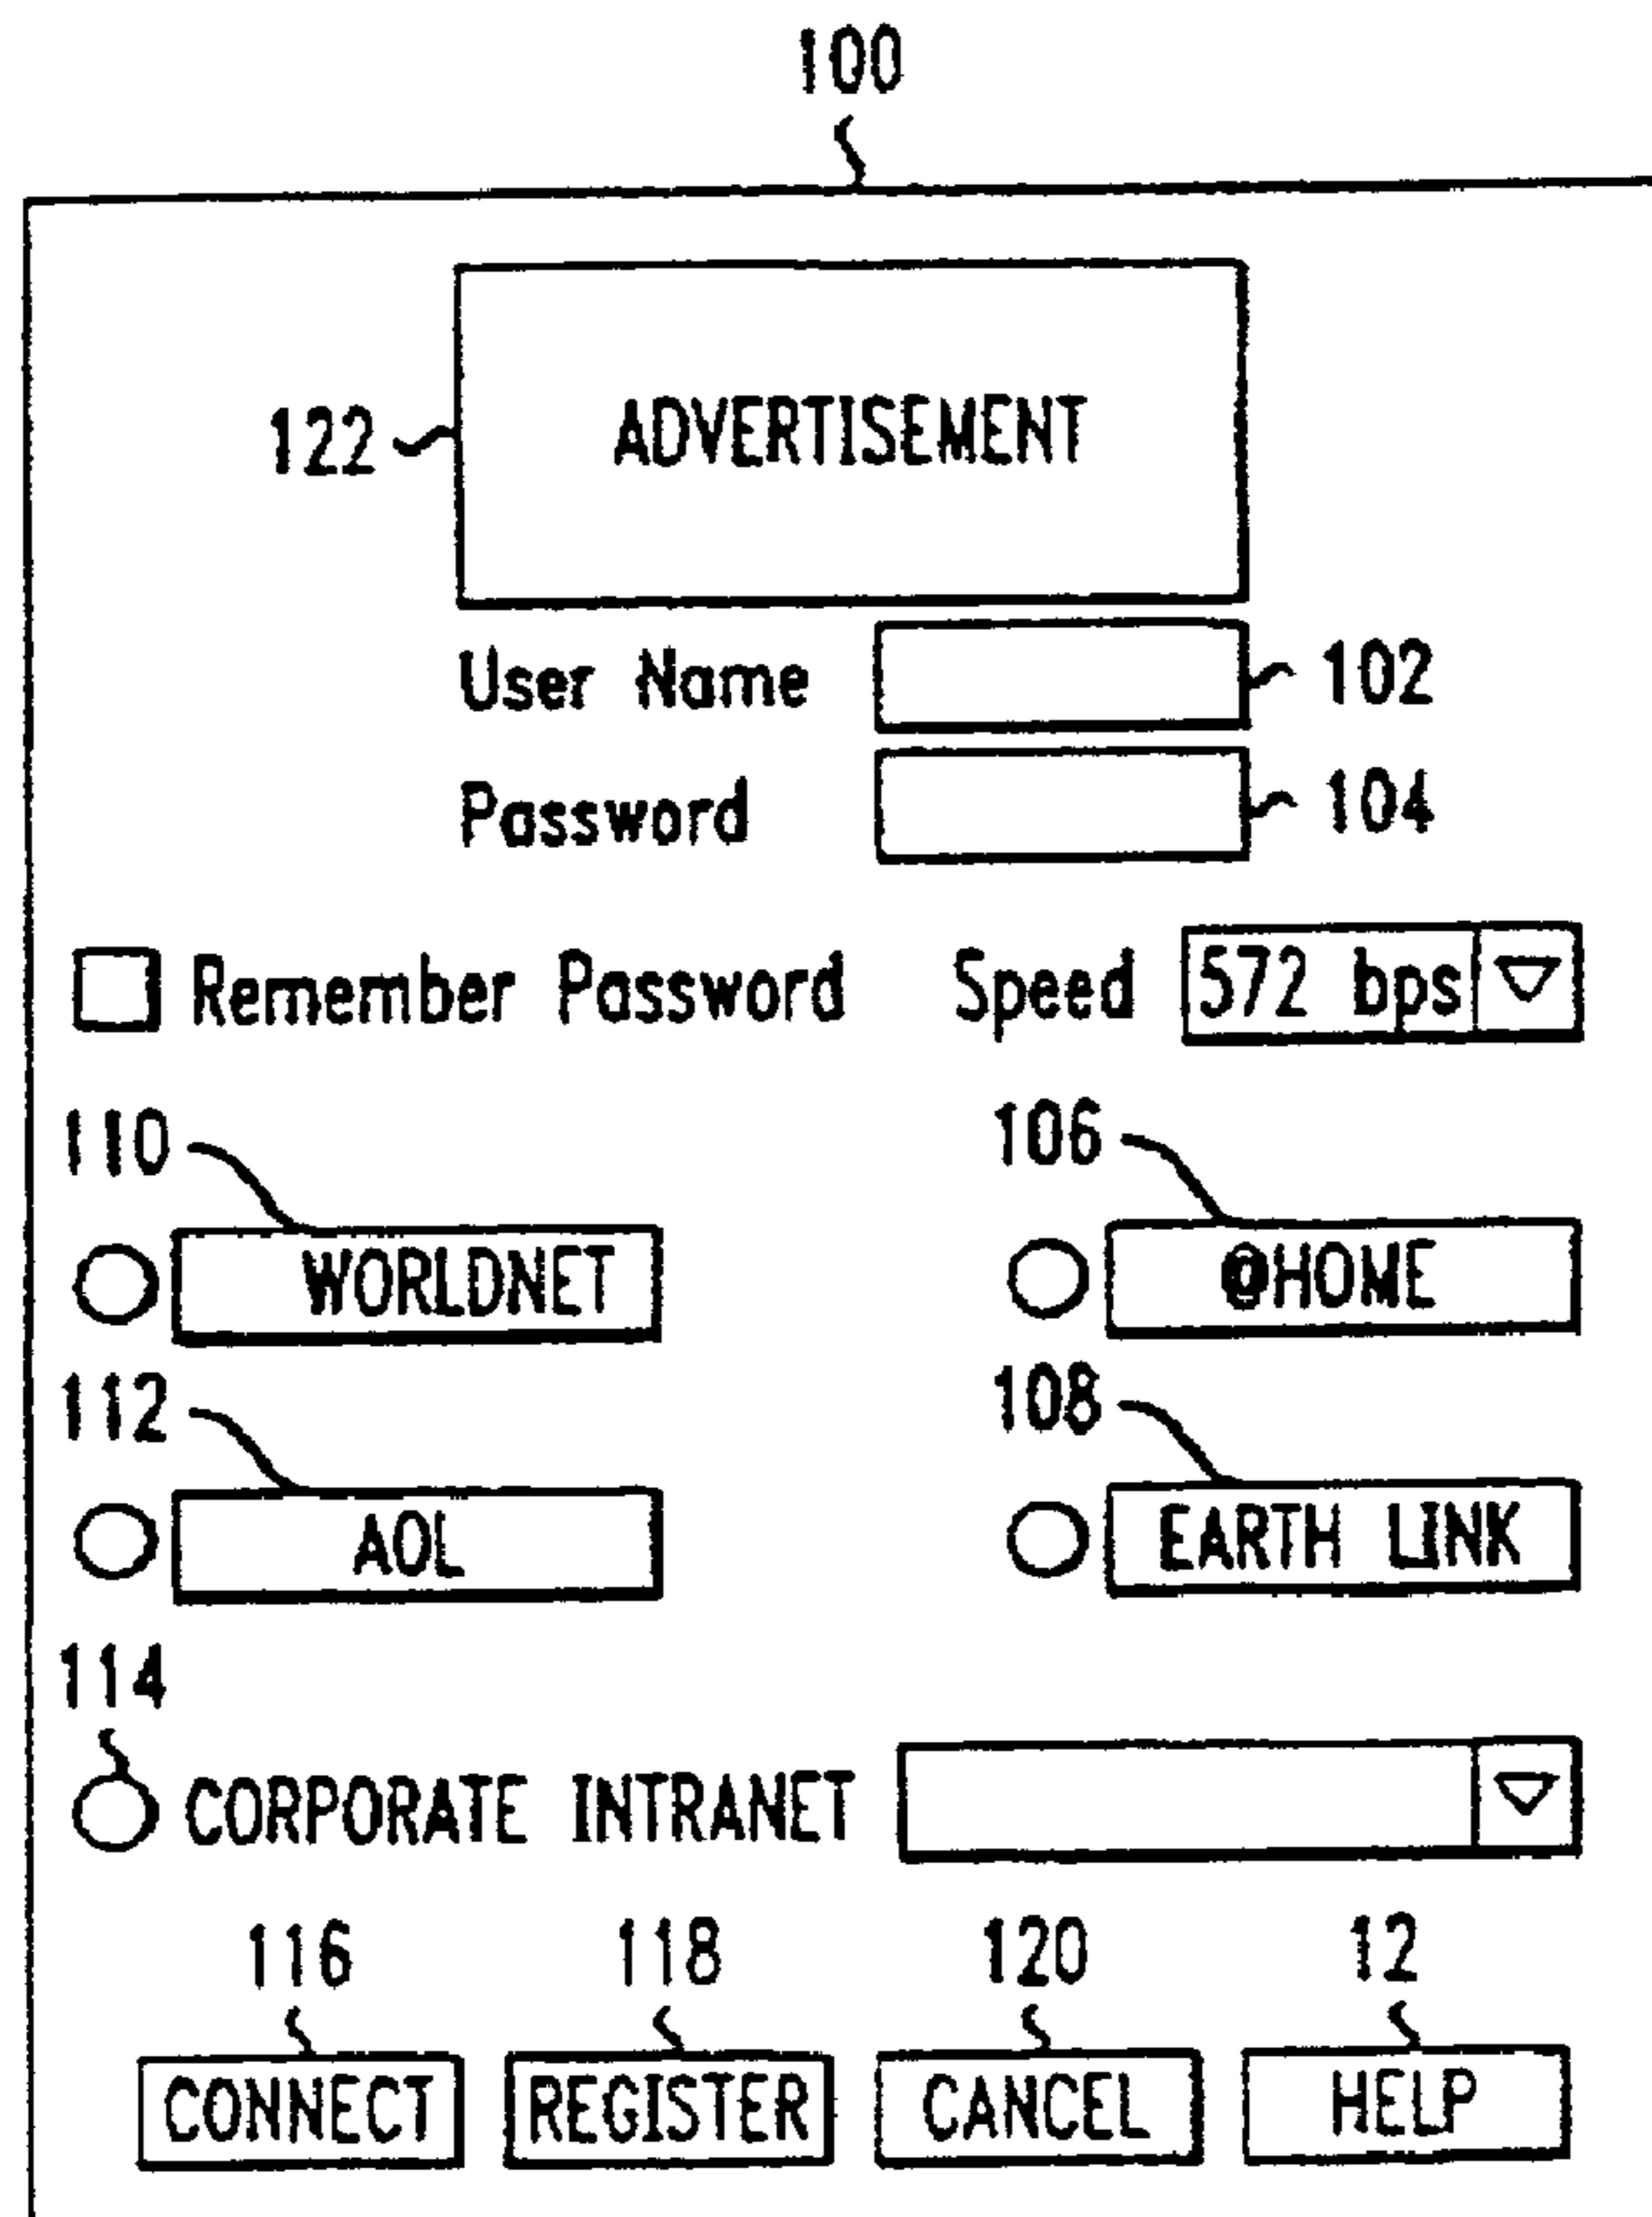 100
122 ADVERTISEMENT
User Name 102
Password 104
Remember Password Speed 572 bps
110 106
WORLDNET @HOME
112 108
AOL EARTH LINK
114
CORPORATE INTRANET
116 118 120 12
CONNECT REGISTER CANCEL HELP